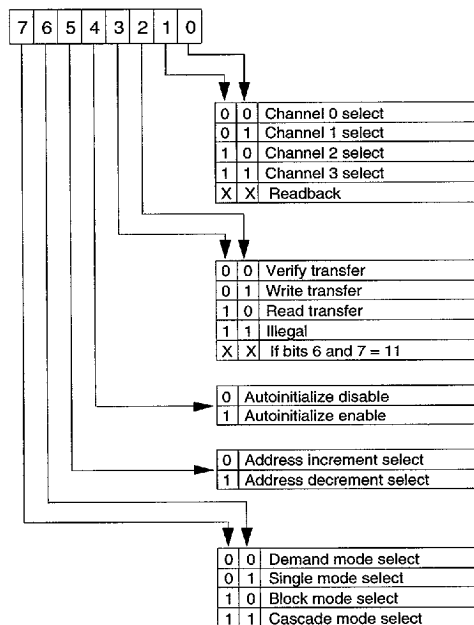 7 6 5 4 3 2 1 0
0 0 Channel 0 select
0 1 Channel 1 select
1 0 Channel 2 select
1 1 Channel 3 select
X X Readback
0 0 Verify transfer
0 1 Write transfer
1 0 Read transfer
1 1 Illegal
X X If bits 6 and 7 = 11
0 Autoinitialize disable
1 Autoinitialize enable
0 Address increment select
1 Address decrement select
0 0 Demand mode select
0 1 Single mode select
1 0 Block mode select
1 1 Cascade mode select